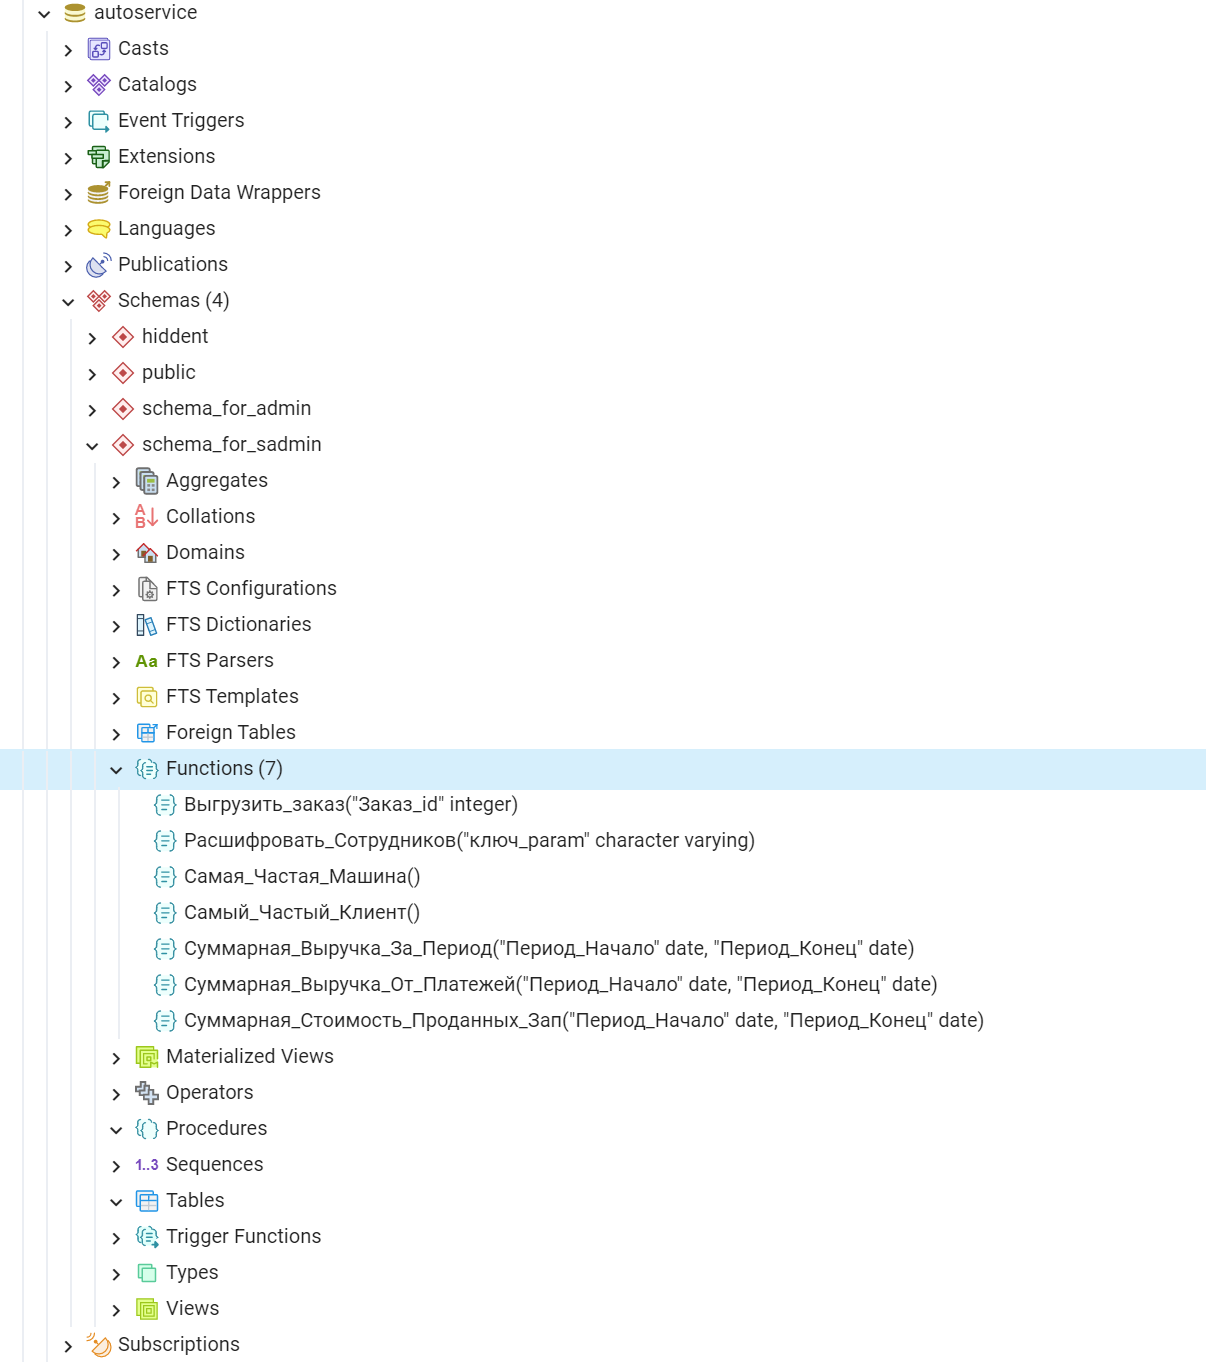 autoservice
Casts
Catalogs
Event Triggers
Extensions
Foreign Data Wrappers
Languages
Publications
Schemas (4)
hiddent
public
schema_for_admin
schema_for_sadmin
Aggregates
Collations
Domains
FTS Configurations
FTS Dictionaries
Aa FTS Parsers
FTS Templates
Foreign Tables
Functions (7)
Выгрузить_заказ("Заказ_id" integer)
Расшифровать_Сотрудников("ключ_param" character varying)
Самая_Частая_Машина()
Самый_Частый_Клиент()
Суммарная_Выручка_За_Период("Период_Начало" date, "Период_Конец" date)
Суммарная_Выручка_От_Платежей("Период_Начало" date, "Период_Конец" date)
Суммарная_Стоимость_Проданных_Зап("Период_Начало" date, "Период_Конец" date)
Materialized Views
Operators
Procedures
1..3 Sequences
Tables
Trigger Functions
Types
Views
Subscriptions